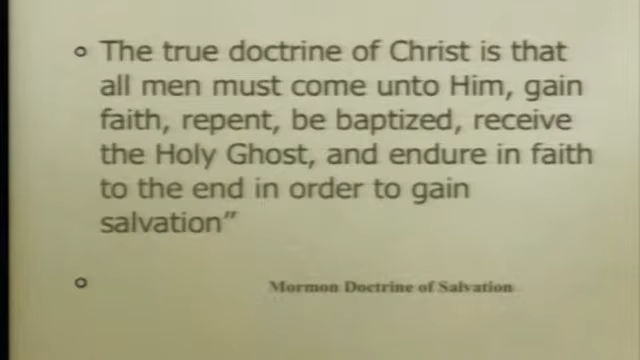 The true doctrine of Christ is that
all men must come unto Him, gain
faith, repent, be baptized, receive
the Holy Ghost, and endure in faith
to the end in order to gain
salvation”
Mormon Doctrine of Salvation